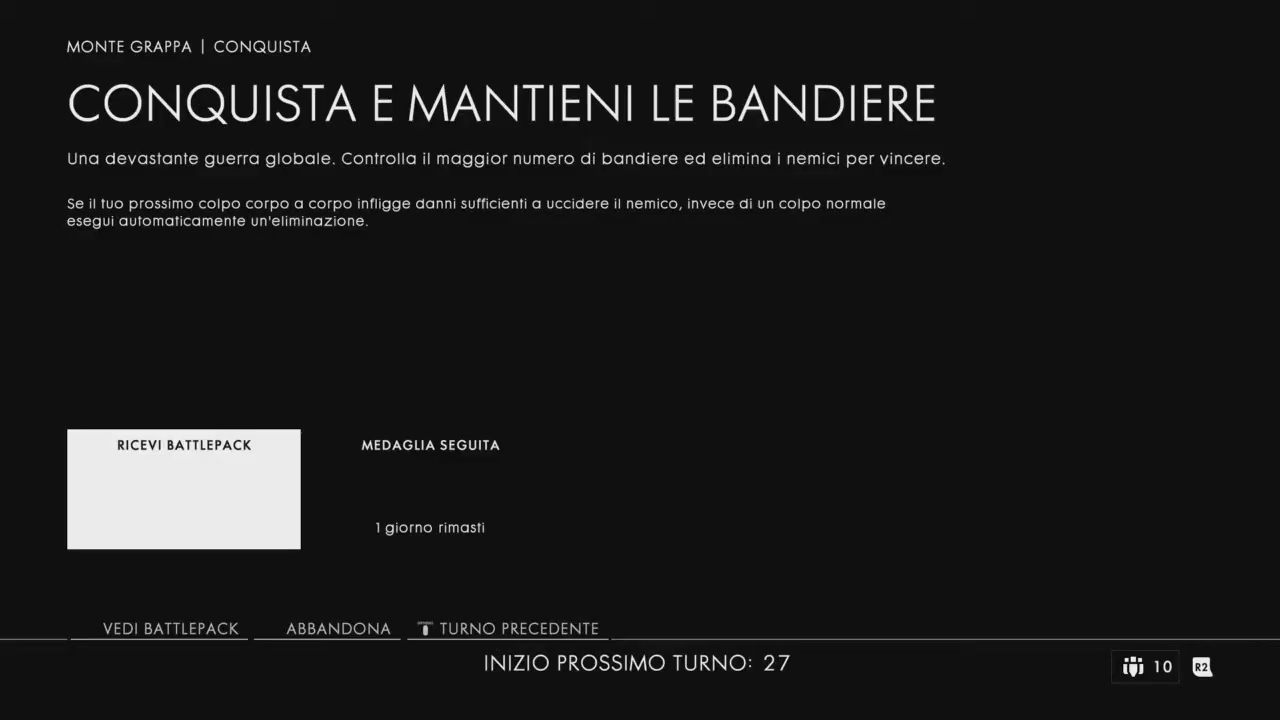 MONTE GRAPPA | CONQUISTA
CONQUISTA E MANTIENI LE BANDIERE
Una devastante guerra globale. Controlla il maggior numero di bandiere ed elimina i nemici per vincere.
Se il tuo prossimo colpo corpo a corpo infligge danni sufficienti a uccidere il nemico, invece di un colpo normale
esegui automaticamente un'eliminazione.
RICEVI BATTLEPACK
MEDAGLIA SEGUITA
1 giorno rimasti
VEDI BATTLEPACK
ABBANDONA
TURNO PRECEDENTE
INIZIO PROSSIMO TURNO: 27
10
R2